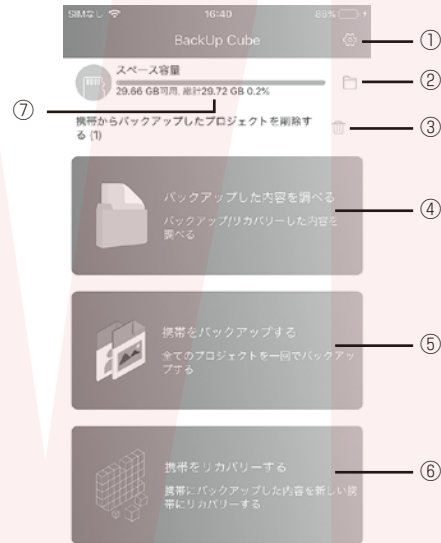 SIMなし 16:40 86%
BackUp Cube ①
スペース容量 ②
29.66 GB可用, 総計29.72 GB 0.2%
⑦
携帯からバックアップしたプロジェクトを削除す
る (1) ③
バックアップした内容を調べる
バックアップ/リカバリーした内容を
調べる ④
携帯をバックアップする
全てのプロジェクトを一回でバックアッ
プする ⑤
携帯をリカバリーする
携帯にバックアップした内容を新しい携
帯にリカバリーする ⑥